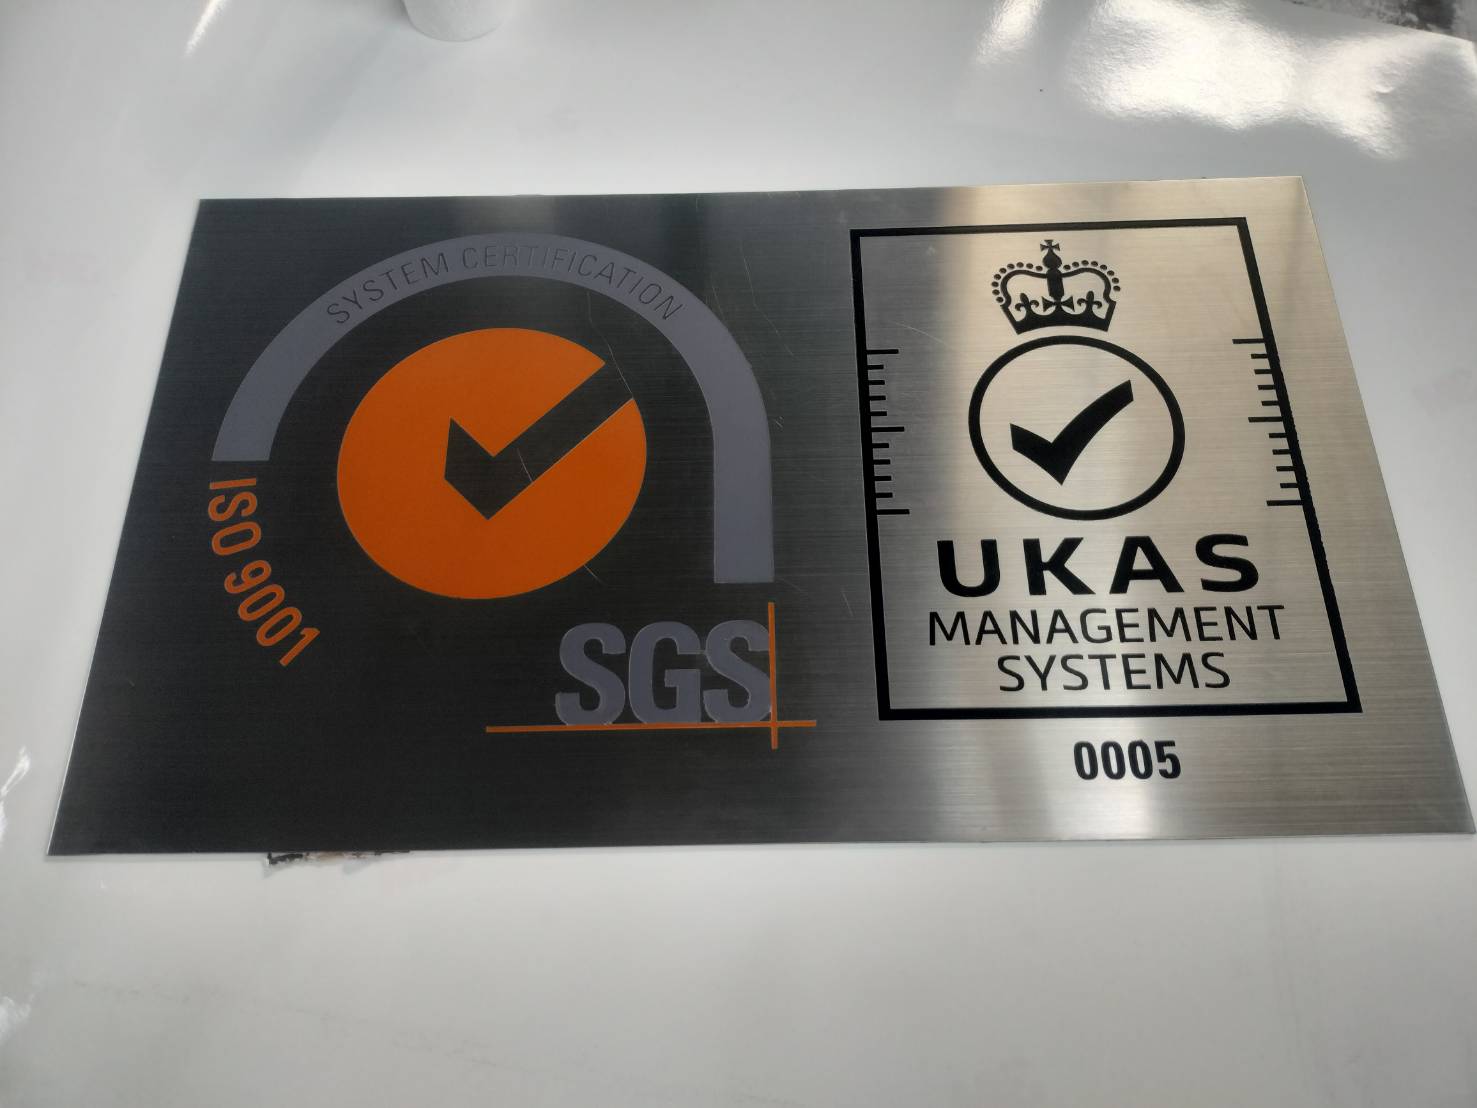 SYSTEM CERTIFICATION
ISO 9001
SGS
UKAS
MANAGEMENT
SYSTEMS
0005